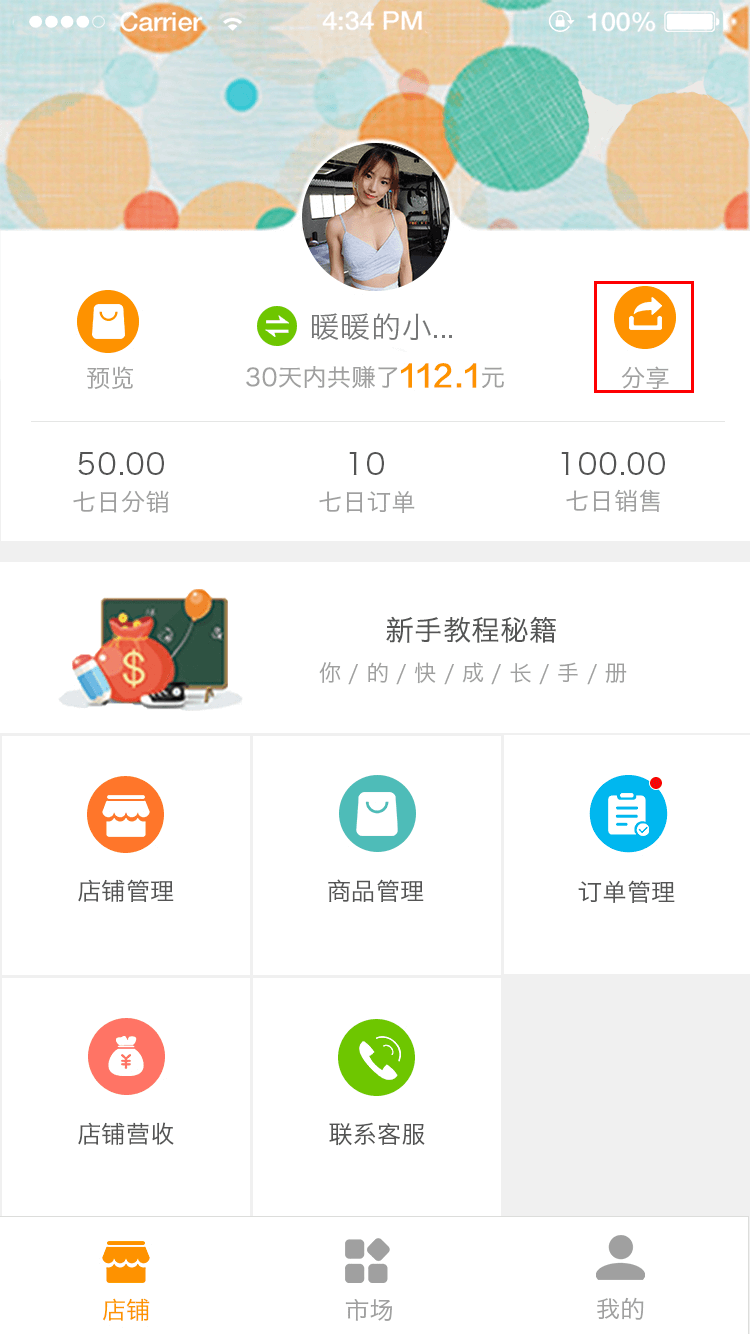 Carrier 4:34 PM 100%
预览
暖暖的小...
30天内共赚了112.1元
分享
50.00 10 100.00
七日分销 七日订单 七日销售
$
新手教程秘籍
你 / 的 / 快 / 成 / 长 / 手 / 册
店铺管理 商品管理 订单管理
¥
店铺营收 联系客服
店铺 市场 我的